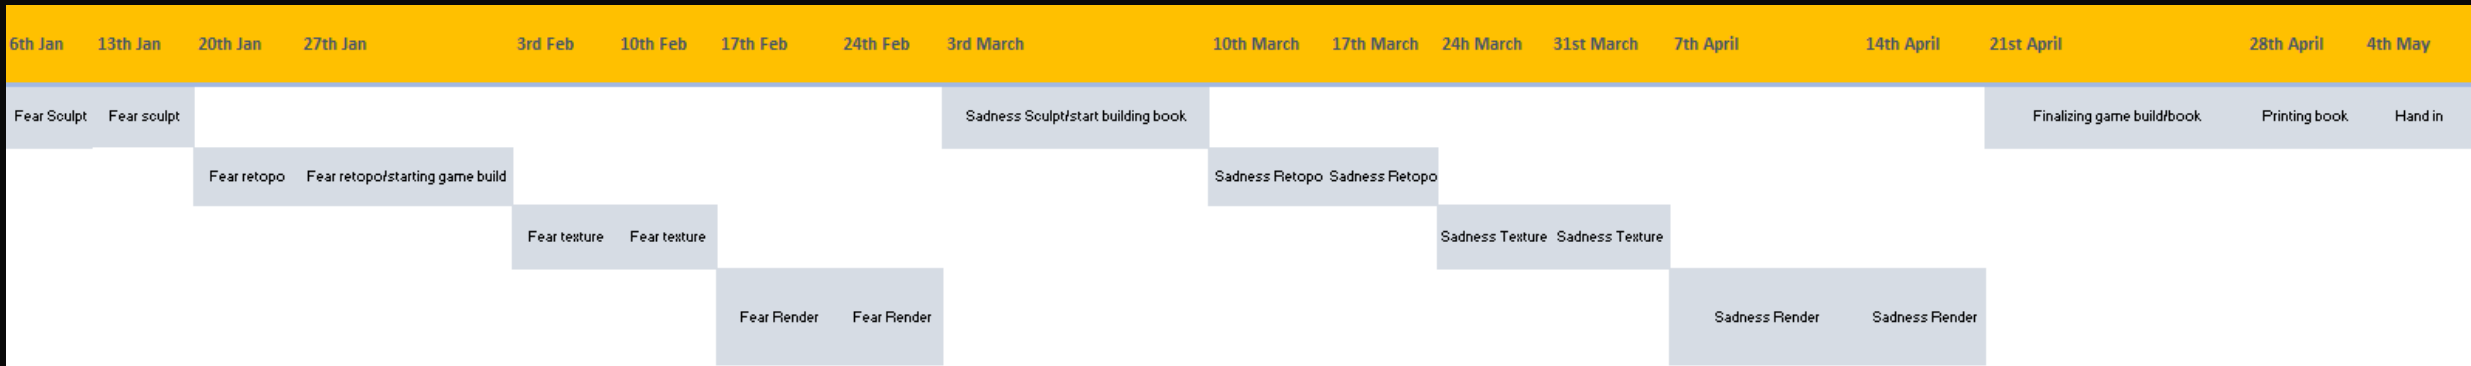 6th Jan 13th Jan 20th Jan 27th Jan 3rd Feb 10th Feb 17th Feb 24th Feb 3rd March 10th March 17th March 24h March 31st March 7th April 14th April 21st April 28th April 4th May
Fear Sculpt Fear sculpt Sadness Sculpt/start building book Finalizing game build/book Printing book Hand in
Fear retopo Fear retopo/starting game build Sadness Retopo Sadness Retopo
Fear texture Fear texture Sadness Texture Sadness Texture
Fear Render Fear Render Sadness Render Sadness Render